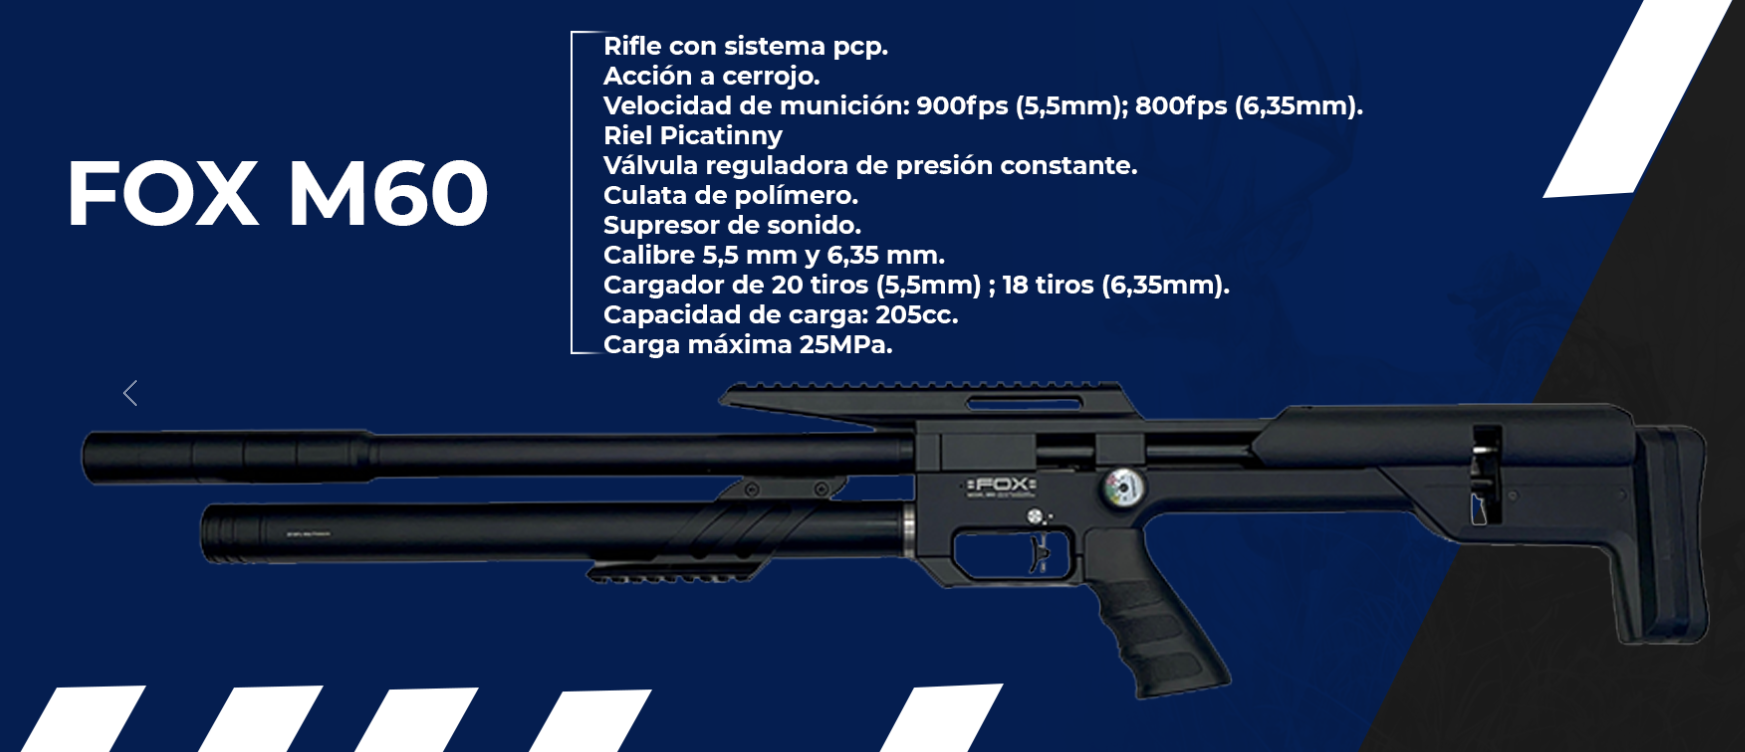 FOX M60
Rifle con sistema pcp.
Acción a cerrojo.
Velocidad de munición: 900fps (5,5mm); 800fps (6,35mm).
Riel Picatinny
Válvula reguladora de presión constante.
Culata de polímero.
Supresor de sonido.
Calibre 5,5 mm y 6,35 mm.
Cargador de 20 tiros (5,5mm) ; 18 tiros (6,35mm).
Capacidad de carga: 205cc.
Carga máxima 25MPa.
FOX